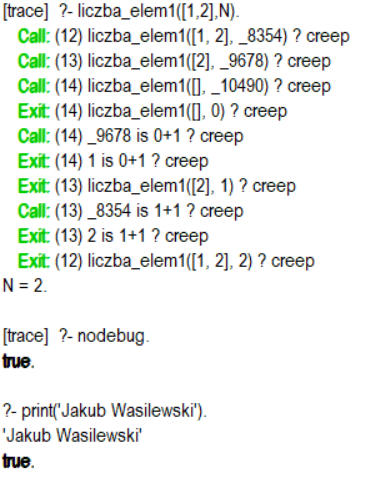 [trace]  ?- liczba_elem1([1,2],N).
Call: (12) liczba_elem1([1, 2], _8354) ? creep
Call: (13) liczba_elem1([2], _9678) ? creep
Call: (14) liczba_elem1([], _10490) ? creep
Exit: (14) liczba_elem1([], 0) ? creep
Call: (14) _9678 is 0+1 ? creep
Exit: (14) 1 is 0+1 ? creep
Exit: (13) liczba_elem1([2], 1) ? creep
Call: (13) _8354 is 1+1 ? creep
Exit: (13) 2 is 1+1 ? creep
Exit: (12) liczba_elem1([1, 2], 2) ? creep
N = 2.
[trace]  ?- nodebug.
true.
?- print('Jakub Wasilewski').
'Jakub Wasilewski'
true.